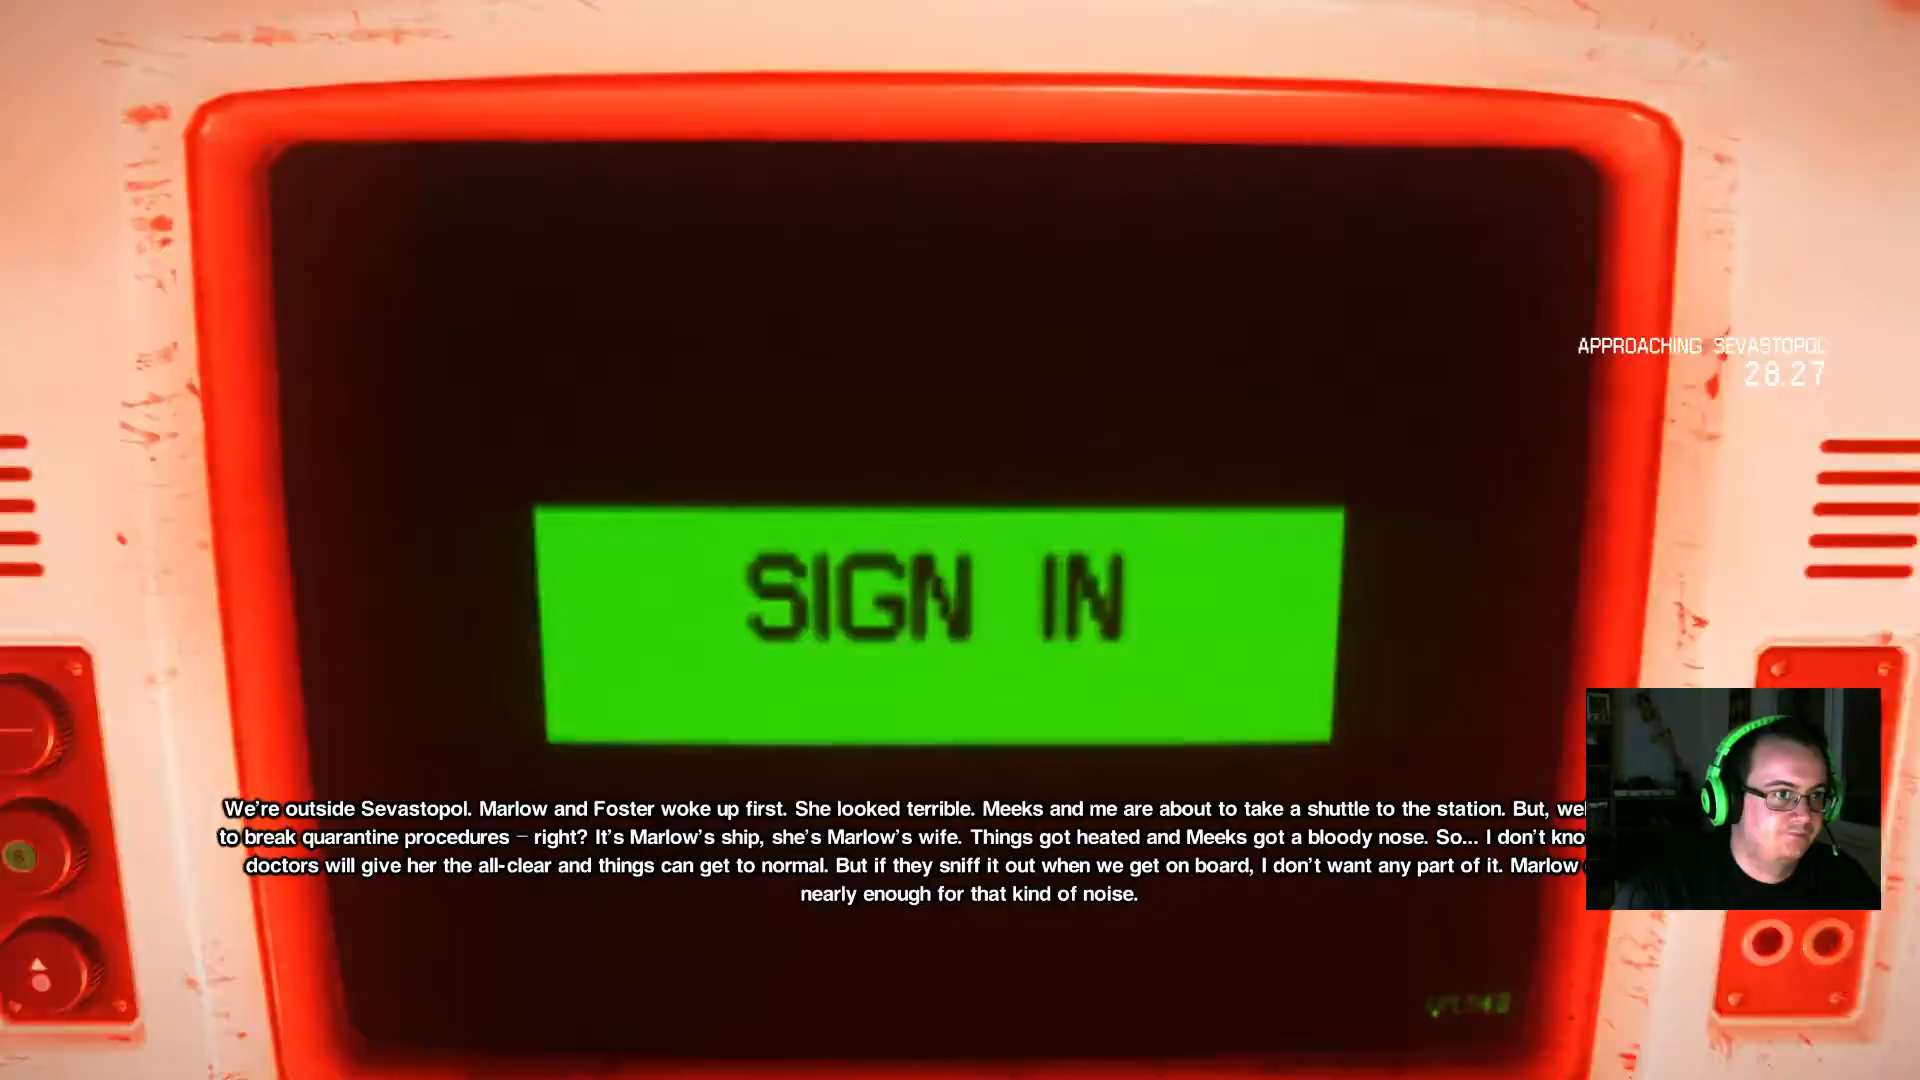 APPROACHING SEVASTOPOL
28.27
SIGN IN
We're outside Sevastopol. Marlow and Foster woke up first. She looked terrible. Meeks and me are about to take a shuttle to the station. But,
to break quarantine procedures – right? It's Marlow's ship, she's Marlow's wife. Things got heated and Meeks got a bloody nose. So... I don't
doctors will give her the all-clear and things can get to normal. But if they sniff it out when we get on board, I don't want any part of it. Marlow
nearly enough for that kind of noise.